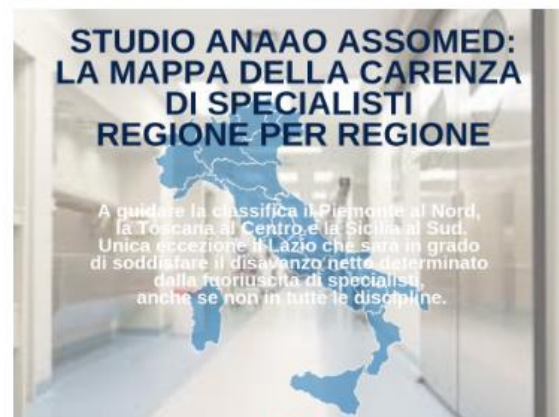 STUDIO ANAAO ASSOMED:
LA MAPPA DELLA CARENZA
DI SPECIALISTI
REGIONE PER REGIONE
A guidare la classifica il Piemonte al Nord,
la Toscana al Centro e la Sicilia al Sud.
Unica eccezione il Lazio che sarà in grado
di soddisfare il disavanzo netto determinato
dalla fuoriuscita di specialisti,
anche se non in tutte le discipline.